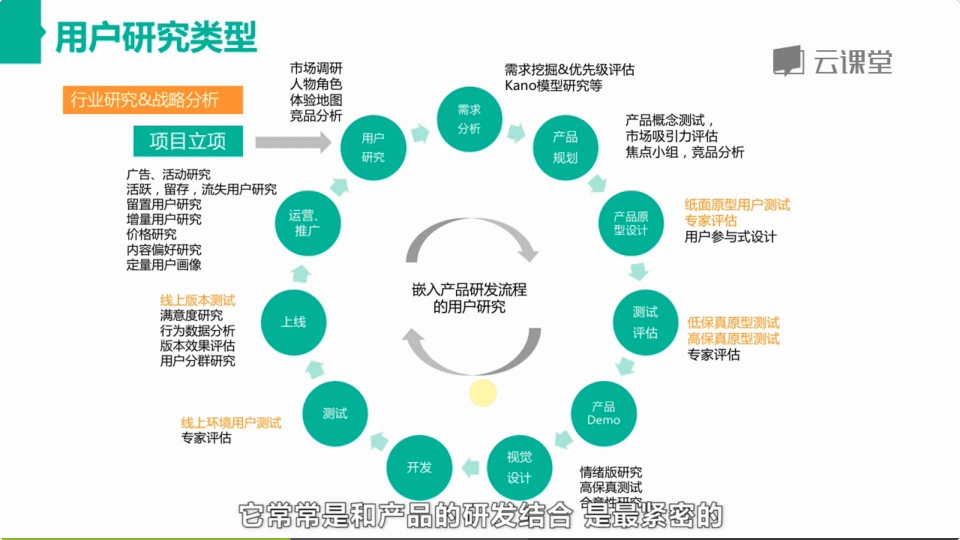 用户研究类型
云课堂
行业研究&战略分析
项目立项
市场调研
人物角色
体验地图
竞品分析
用户
研究
需求
分析
需求挖掘&优先级评估
Kano模型研究等
产品
规划
产品概念测试，
市场吸引力评估
焦点小组，竞品分析
产品原
型设计
纸面原型用户测试
专家评估
用户参与式设计
测试
评估
低保真原型测试
高保真原型测试
专家评估
产品
Demo
视觉
设计
情绪版研究
高保真测试
合意性研究
开发
测试
线上环境用户测试
专家评估
上线
线上版本测试
满意度研究
行为数据分析
版本效果评估
用户分群研究
运营、
推广
广告、活动研究
活跃，留存，流失用户研究
留置用户研究
增量用户研究
价格研究
内容偏好研究
定量用户画像
嵌入产品研发流程
的用户研究
它常常是和产品的研发结合 是最紧密的